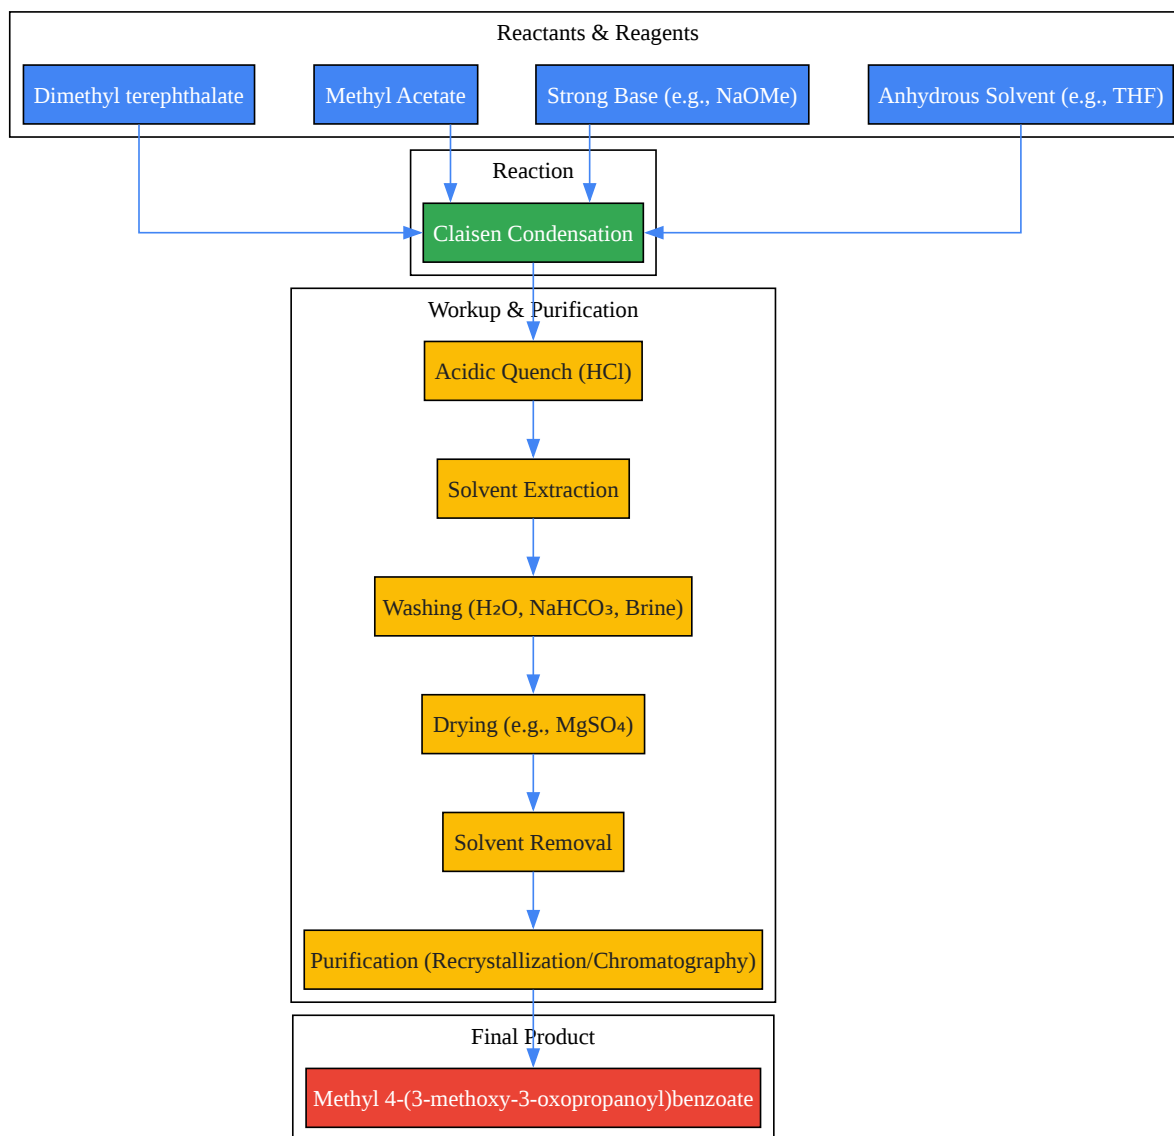 Reactants & Reagents
Dimethyl terephthalate
Methyl Acetate
Strong Base (e.g., NaOMe)
Anhydrous Solvent (e.g., THF)
Reaction
Claisen Condensation
Workup & Purification
Acidic Quench (HCl)
Solvent Extraction
Washing (H₂O, NaHCO₃, Brine)
Drying (e.g., MgSO₄)
Solvent Removal
Purification (Recrystallization/Chromatography)
Final Product
Methyl 4-(3-methoxy-3-oxopropanoyl)benzoate